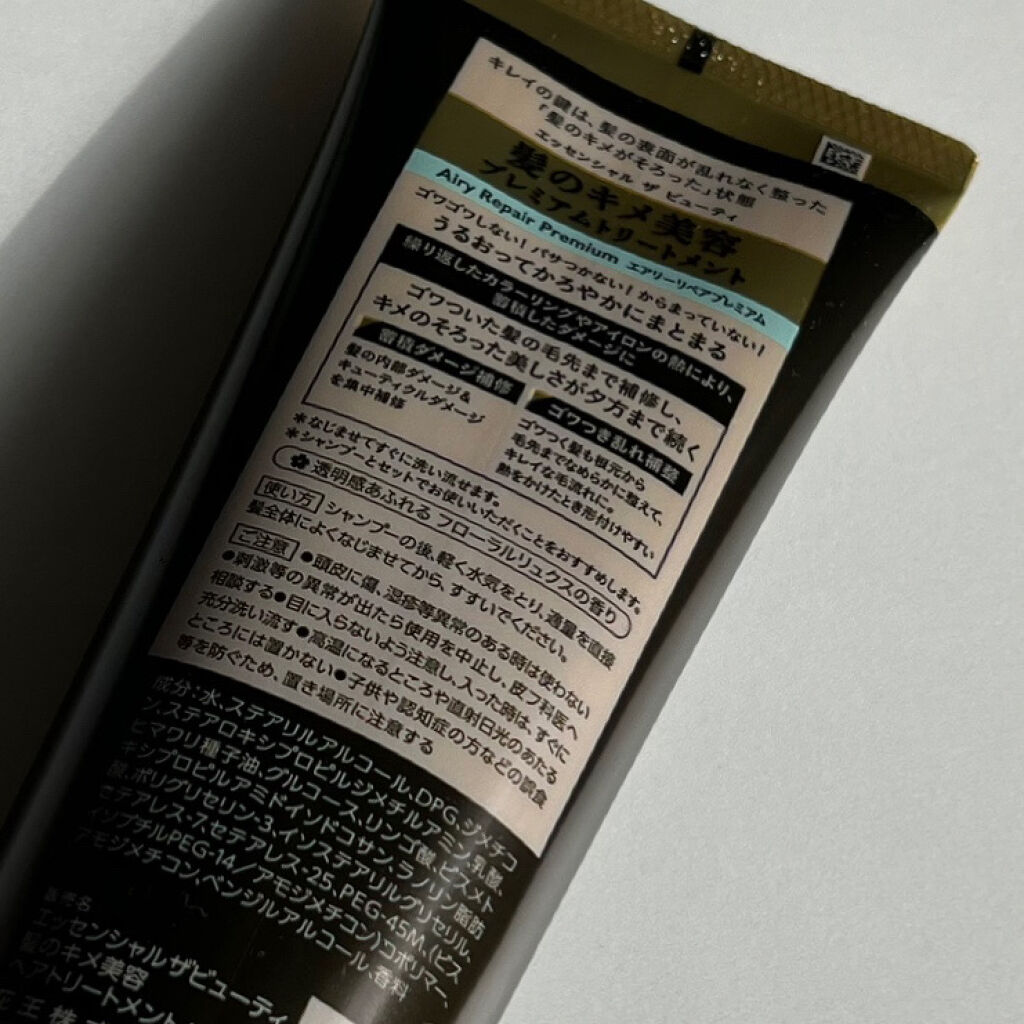 キレイの鍵は、髪の表面が乱れなく整った
「髪のキメがそろった」状態
エッセンシャル ザ ビューティ
髪のキメ美容
プレミアムトリートメント
Airy Repair Premium エアリーリペアプレミアム
ゴワゴワしない！パサつかない！からまっていない！
うるおってかろやかにまとまる
繰り返したカラーリングやアイロンの熱により、
蓄積したダメージに
ゴワついた髪の毛先まで補修し、
キメのそろった美しさが夕方まで続く
蓄積ダメージ補修
髪の内部ダメージ&
キューティクルダメージ
を集中補修
ゴワつき乱れ補整
ゴワつく髪も根元から
毛先までなめらかに整えて、
キレイな毛流れに。
熱をかけたとき形付けやすい
*なじませてすぐに洗い流せます。
*シャンプーとセットでお使いいただくことをおすすめします。
透明感あふれる フローラルリュクスの香り
使い方 シャンプーの後、軽く水気をとり、適量を直接
髪全体によくなじませてから、すすいでください。
ご注意 ●頭皮に傷、湿疹等異常のある時は使わない
●刺激等の異常が出たら使用を中止し、皮フ科医へ
相談する●目に入らないよう注意し、入った時は、すぐに
充分洗い流す●高温になるところや直射日光のあたる
ところには置かない●子供や認知症の方などの誤食
等を防ぐため、置き場所に注意する
成分：水、ステアリルアルコール、DPG、ジメチコ
ン、ステアロキシプロピルジメチルアミン、乳酸、
ヒマワリ種子油、グルコース、リンゴ酸、ビスメト
キシプロピルアミドイソドコサン、ラノリン脂肪
酸、ポリグリセリン-3、イソステアリルグリセリル、
セテアレス-7、セテアレス-25、PEG-45M、(ビス
イソブチルPEG-14/アモジメチコン)コポリマー、
アモジメチコン、ベンジルアルコール、香料
販売名
エッセンシャル ザビューティ
髪のキメ美容
ヘアトリートメント
花王株